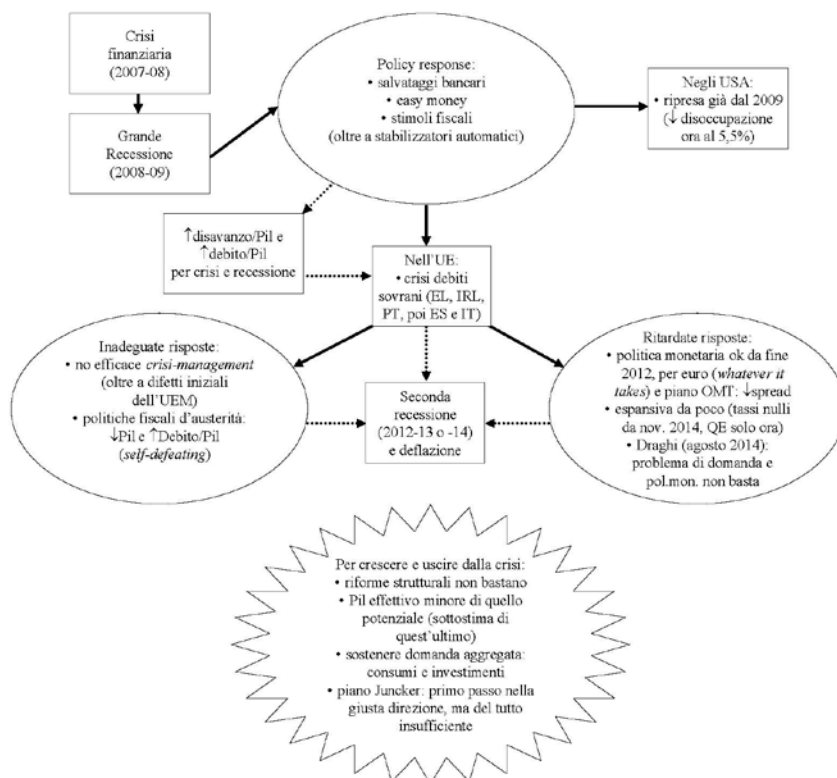 Crisi
finanziaria
(2007-08)
Grande
Recessione
(2008-09)
Policy response:
• salvataggi bancari
• easy money
• stimoli fiscali
(oltre a stabilizzatori automatici)
Negli USA:
• ripresa già dal 2009
(↓ disoccupazione
ora al 5,5%)
↑disavanzo/Pil e
↑debito/Pil
per crisi e recessione
Nell'UE:
• crisi debiti
sovrani (EL, IRL,
PT, poi ES e IT)
Inadeguate risposte:
• no efficace crisi-management
(oltre a difetti iniziali
dell'UEM)
• politiche fiscali d'austerità:
↓Pil e ↑Debito/Pil
(self-defeating)
Seconda
recessione
(2012-13 o -14)
e deflazione
Ritardate risposte:
• politica monetaria ok da fine
2012, per euro (whatever it
takes) e piano OMT: ↓spread
• espansiva da poco (tassi nulli
da nov. 2014, QE solo ora)
• Draghi (agosto 2014):
problema di domanda e
pol.mon. non basta
Per crescere e uscire dalla crisi:
• riforme strutturali non bastano
• Pil effettivo minore di quello
potenziale (sottostima di
quest'ultimo)
• sostenere domanda aggregata:
consumi e investimenti
• piano Juncker: primo passo nella
giusta direzione, ma del tutto
insufficiente